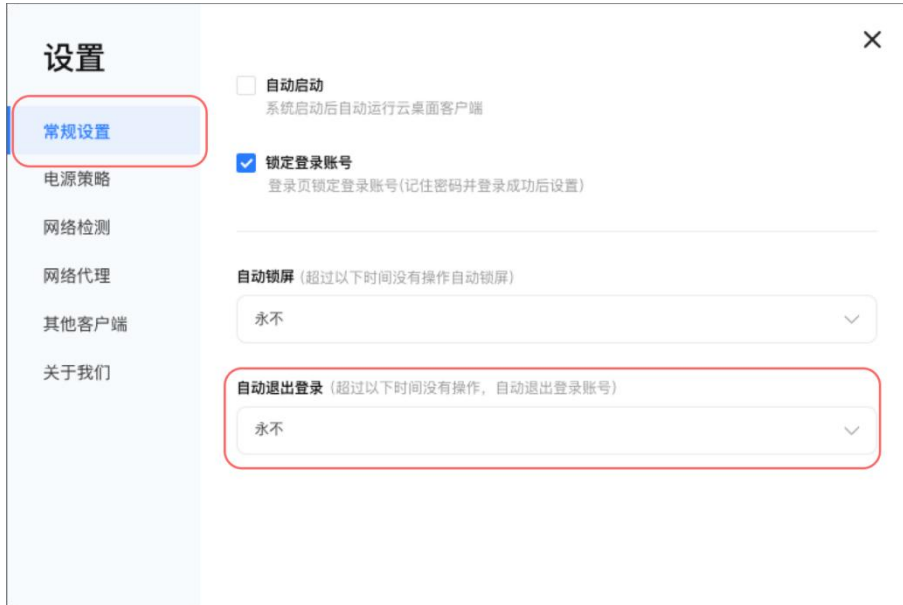 设置
常规设置
电源策略
网络检测
网络代理
其他客户端
关于我们
自动启动
系统启动后自动运行云桌面客户端
锁定登录账号
登录页锁定登录账号(记住密码并登录成功后设置)
自动锁屏 (超过以下时间没有操作自动锁屏)
永不
自动退出登录 (超过以下时间没有操作，自动退出登录账号)
永不